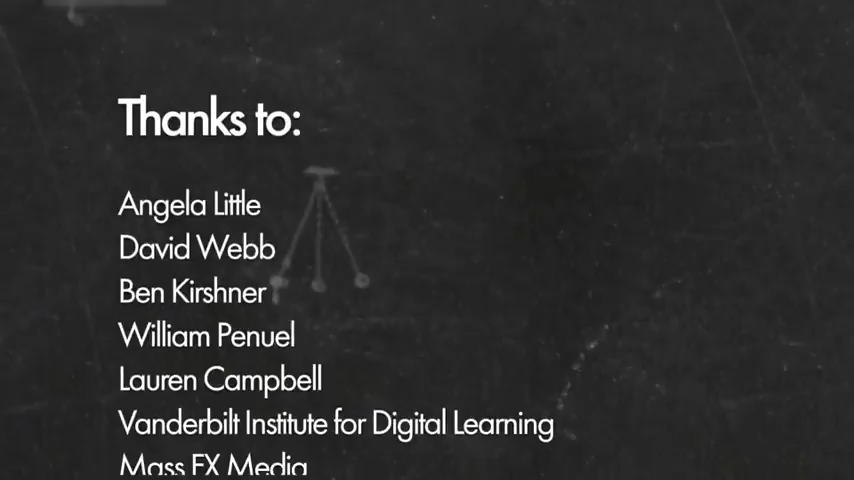 Thanks to:
Angela Little
David Webb
Ben Kirshner
William Penuel
Lauren Campbell
Vanderbilt Institute for Digital Learning
Mass FX Media